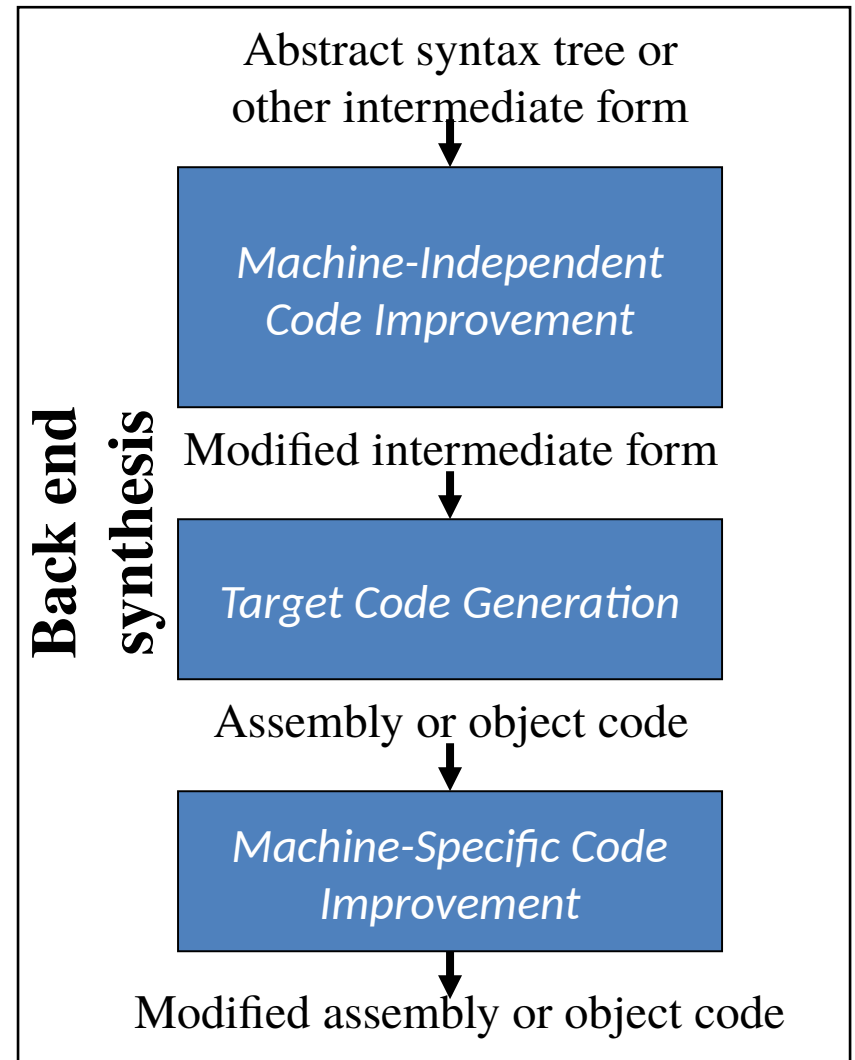 Abstract syntax tree or
other intermediate form
Machine-Independent
Code Improvement
Modified intermediate form
Back end
synthesis
Target Code Generation
Assembly or object code
Machine-Specific Code
Improvement
Modified assembly or object code